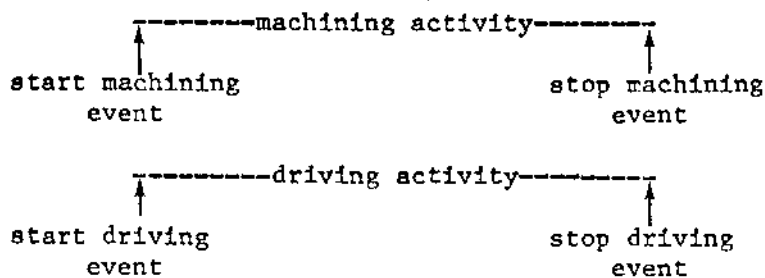 machining activity
start machining stop machining
event event
driving activity
start driving stop driving
event event